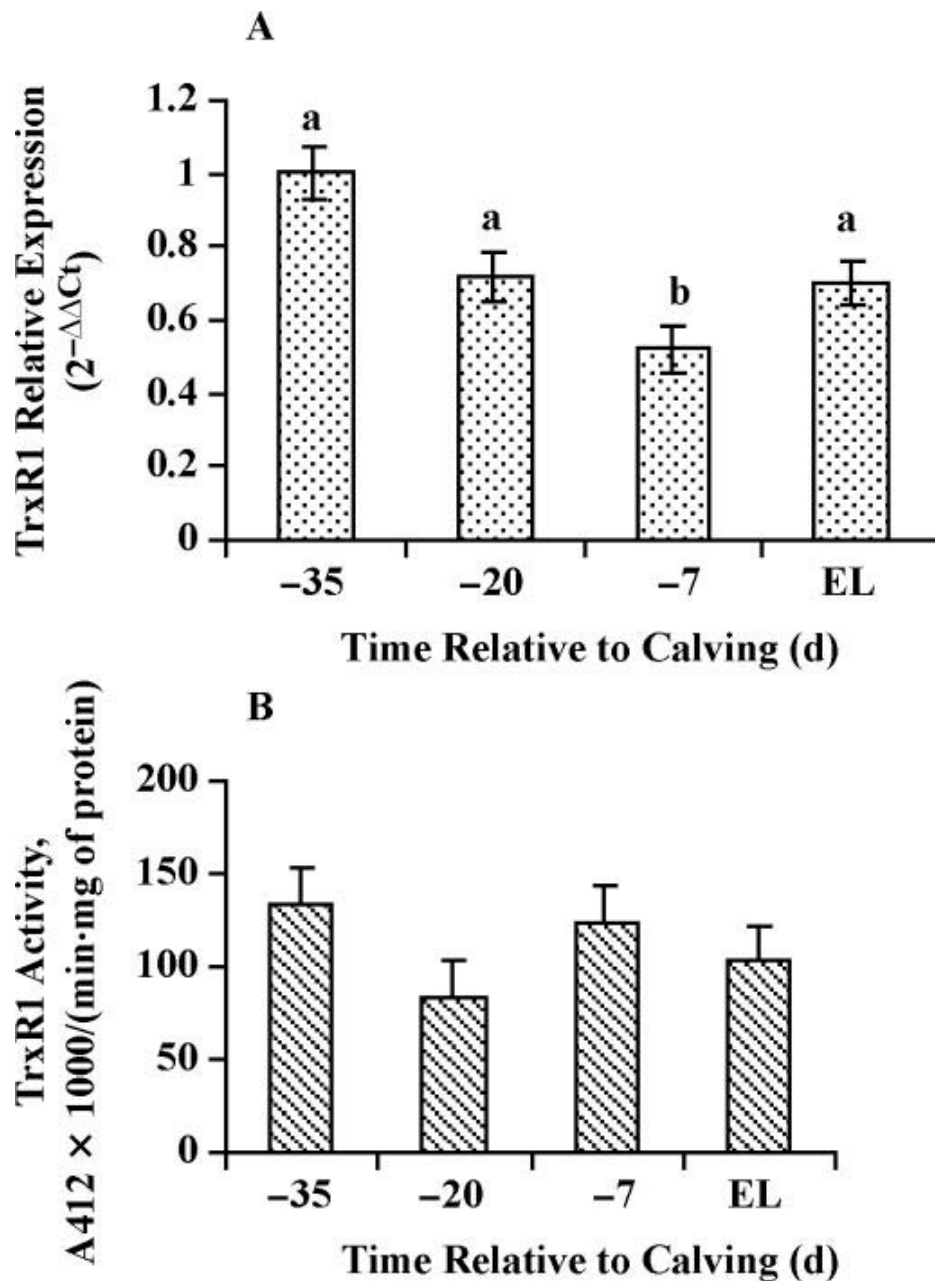 A
TrxR1 Relative Expression
(2−ΔΔCt)
1.2
1
0.8
0.6
0.4
0.2
0
a
a
b
a
−35
−20
−7
EL
Time Relative to Calving (d)
B
TrxR1 Activity,
A412 × 1000/(min·mg of protein)
200
150
100
50
0
−35
−20
−7
EL
Time Relative to Calving (d)